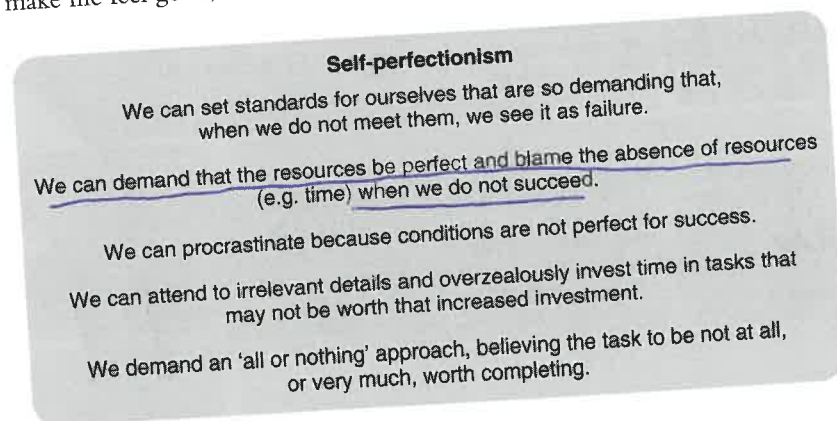 make me feel
Self-perfectionism
We can set standards for ourselves that are so demanding that,
when we do not meet them, we see it as failure.
We can demand that the resources be perfect and blame the absence of resources
(e.g. time) when we do not succeed.
We can procrastinate because conditions are not perfect for success.
We can attend to irrelevant details and overzealously invest time in tasks that
may not be worth that increased investment.
We demand an ‘all or nothing’ approach, believing the task to be not at all,
or very much, worth completing.